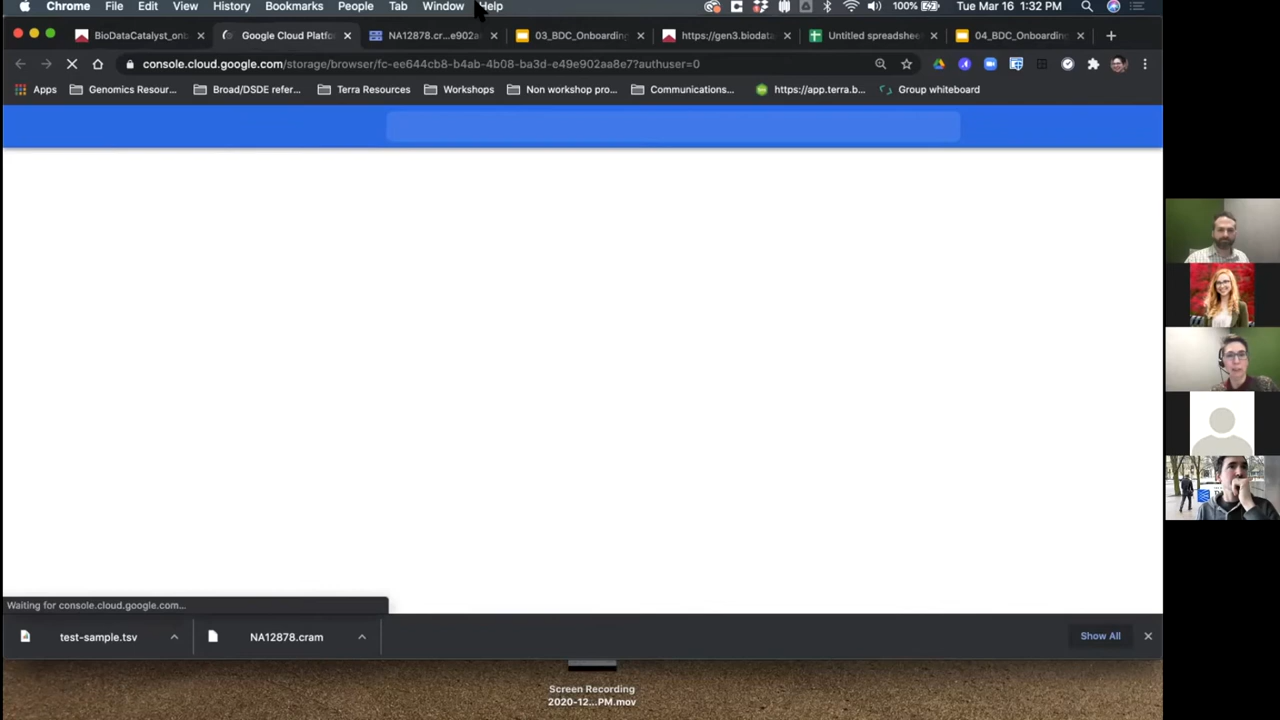 Chrome File Edit View History Bookmarks People Tab Window Help 100% Tue Mar 16 1:32 PM
BioDataCatalyst_onb Google Cloud Platfo NA12878.cr...e902a 03_BDC_Onboarding https://gen3.biodata Untitled spreadshee 04_BDC_Onboarding
console.cloud.google.com/storage/browser/fc-ee644cb8-b4ab-4b08-ba3d-e49e902aa8e7?authuser=0
Apps Genomics Resour... Broad/DSDE refer... Terra Resources Workshops Non workshop pro... Communications... https://app.terra.b... Group whiteboard
Waiting for console.cloud.google.com...
test-sample.tsv NA12878.cram Show All
Screen Recording
2020-12...PM.mov